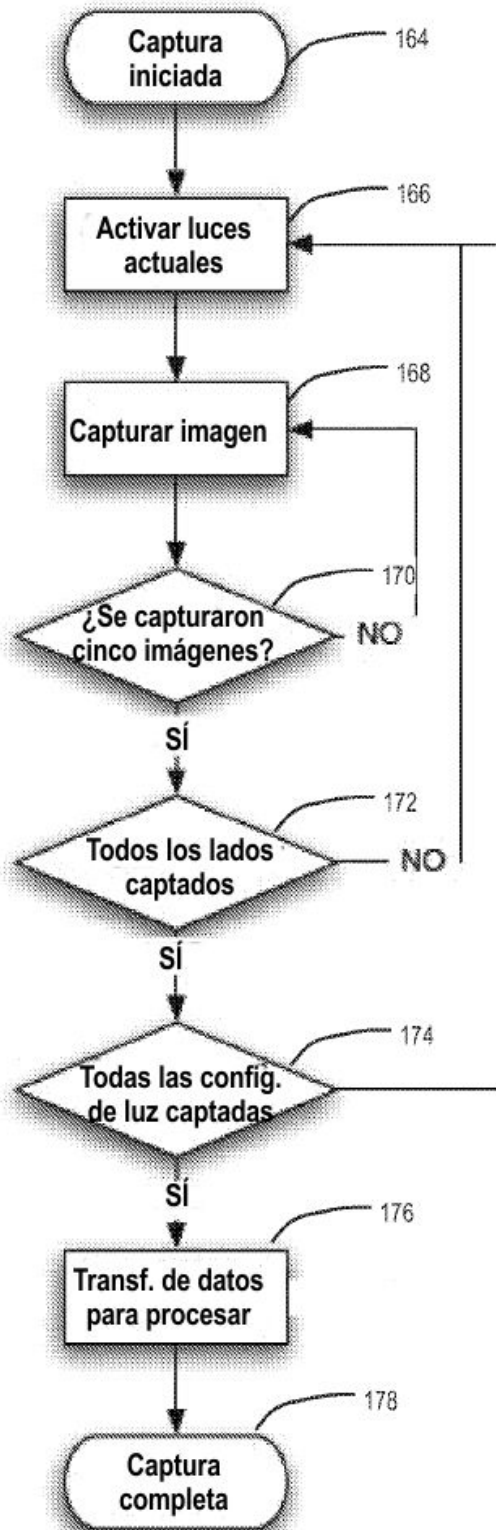 Captura
iniciada
164
Activar luces
actuales
166
Capturar imagen
168
¿Se capturaron
cinco imágenes?
170
NO
SÍ
Todos los lados
captados
172
NO
SÍ
Todas las config.
de luz captadas
174
SÍ
Transf. de datos
para procesar
176
Captura
completa
178